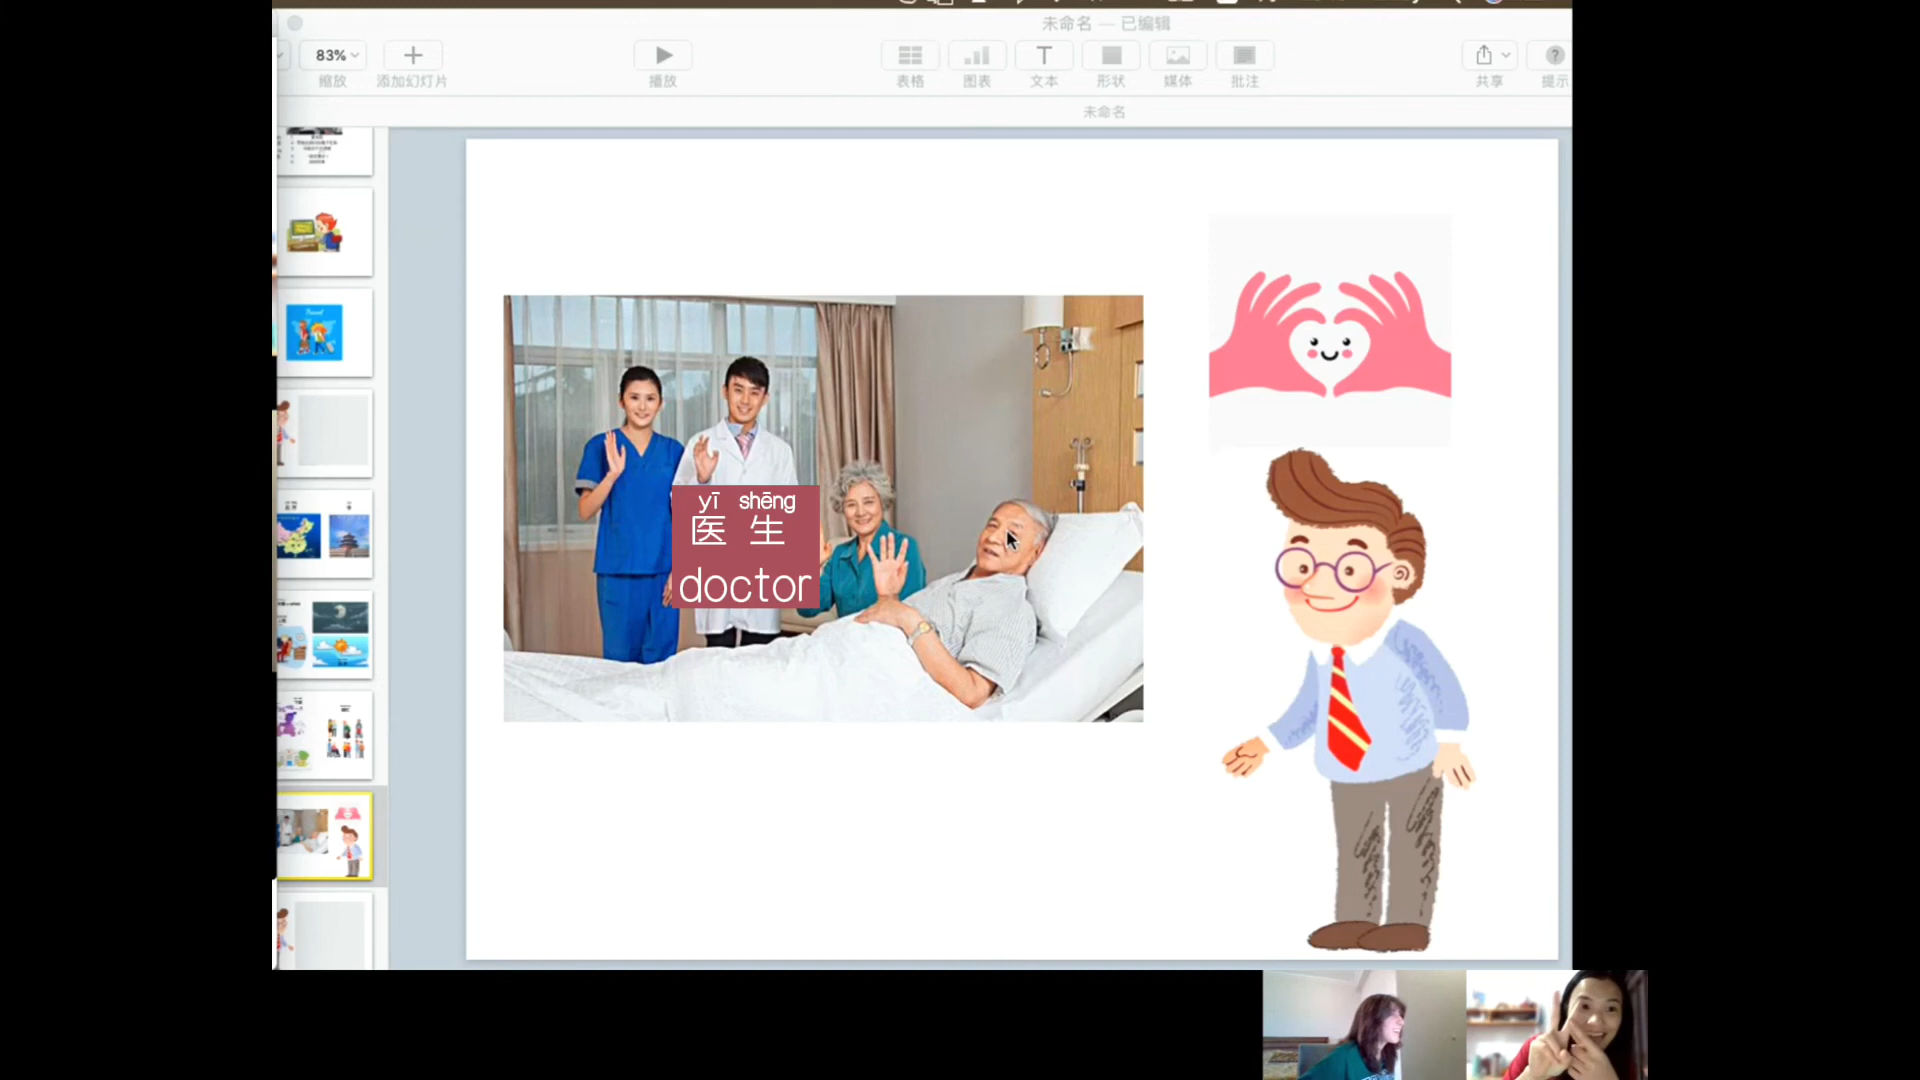 未命名 — 已编辑
83%
缩放
添加幻灯片
播放
表格
图表
文本
形状
媒体
批注
共享
提示
未命名
yī shēng
医 生
doctor